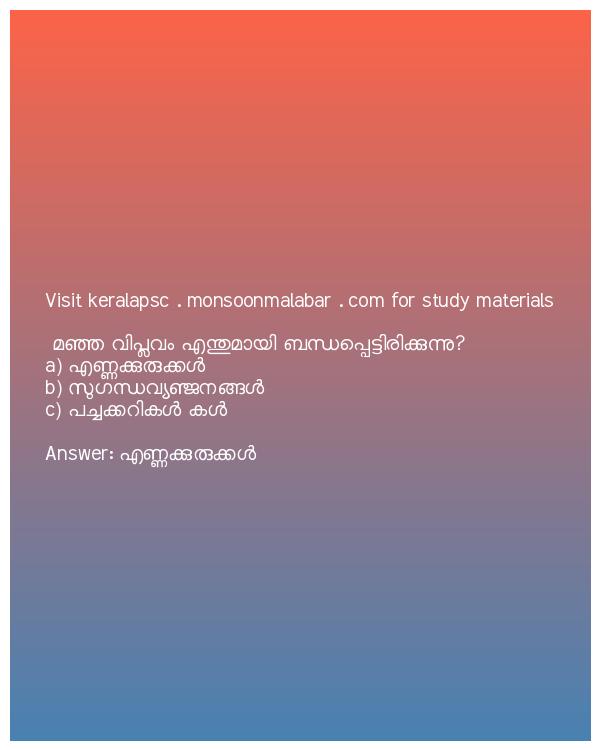 Visit keralapsc . monsoonmalabar . com for study materials
മഞ്ഞ വിപ്ലവം എന്തുമായി ബന്ധപ്പെട്ടിരിക്കുന്നു?
a) എണ്ണക്കുരുക്കൾ
b) സുഗന്ധവ്യഞ്ജനങ്ങൾ
c) പച്ചക്കറികൾ കൾ
Answer: എണ്ണക്കുരുക്കൾ